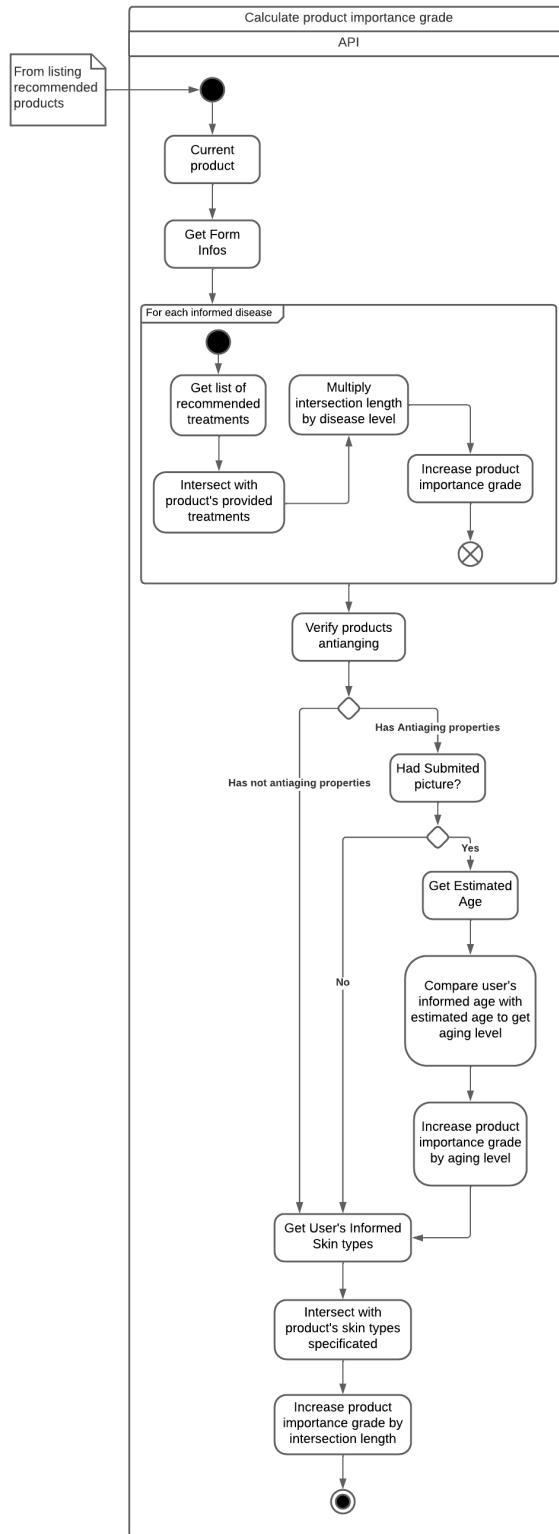 Calculate product importance grade
API
From listing
recommended
products
Current
product
Get Form
Infos
For each informed disease
Get list of
recommended
treatments
Intersect with
product's provided
treatments
Multiply
intersection length
by disease level
Increase product
importance grade
Verify products
antianging
Has Antiaging properties
Has not antiaging properties
Had Submited
picture?
Yes
No
Get Estimated
Age
Compare user's
informed age with
estimated age to get
aging level
Increase product
importance grade
by aging level
Get User's Informed
Skin types
Intersect with
product's skin types
specificated
Increase product
importance grade by
intersection length